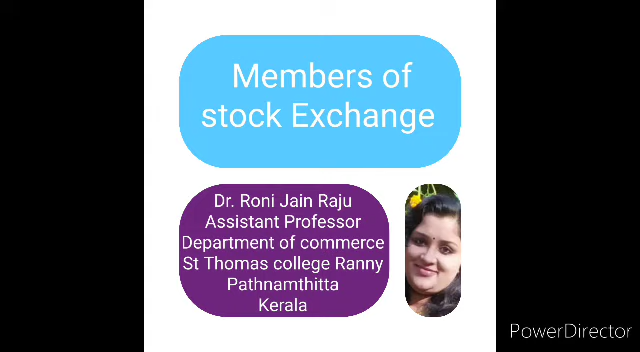 Members of
stock Exchange
Dr. Roni Jain Raju
Assistant Professor
Department of commerce
St Thomas college Ranny
Pathnamthitta
Kerala
PowerDirector